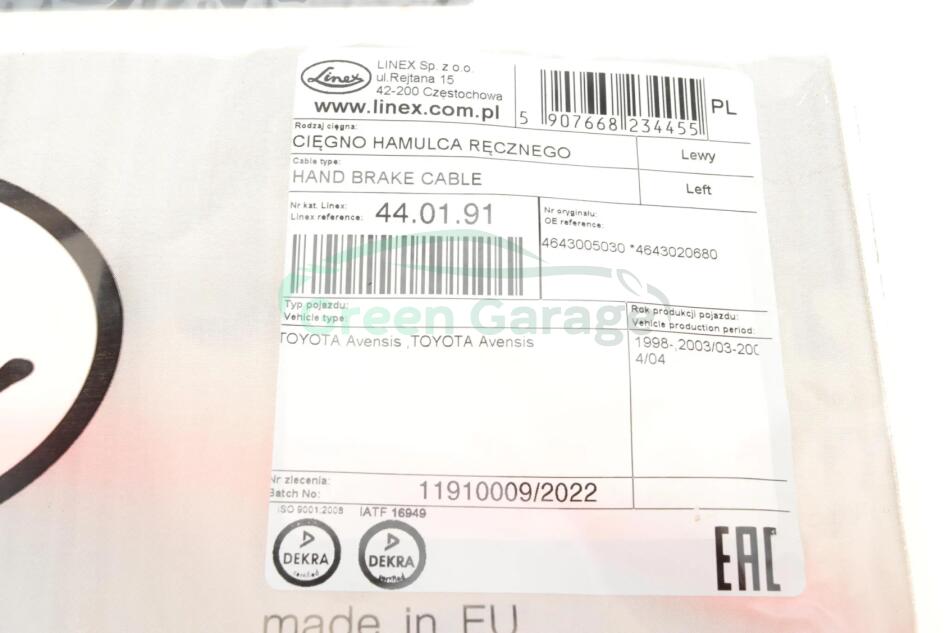 Linex
LINEX Sp. z o.o.
ul.Rejtana 15
42-200 Częstochowa
www.linex.com.pl
5 907668 234455
PL
Rodzaj cięgna:
CIĘGNO HAMULCA RĘCZNEGO
Lewy
Cable type:
HAND BRAKE CABLE
Left
Nr kat. Linex:
Linex reference:
44.01.91
Nr oryginału:
OE reference:
4643005030 *4643020680
Typ pojazdu:
Vehicle type:
Rok produkcji pojazdu:
Vehicle production period:
Green Garage
TOYOTA Avensis ,TOYOTA Avensis
1998-,2003/03-200
4/04
Nr zlecenia:
Batch No:
11910009/2022
ISO 9001:2008
IATF 16949
DEKRA
certified
DEKRA
certified
EAC
made in EU